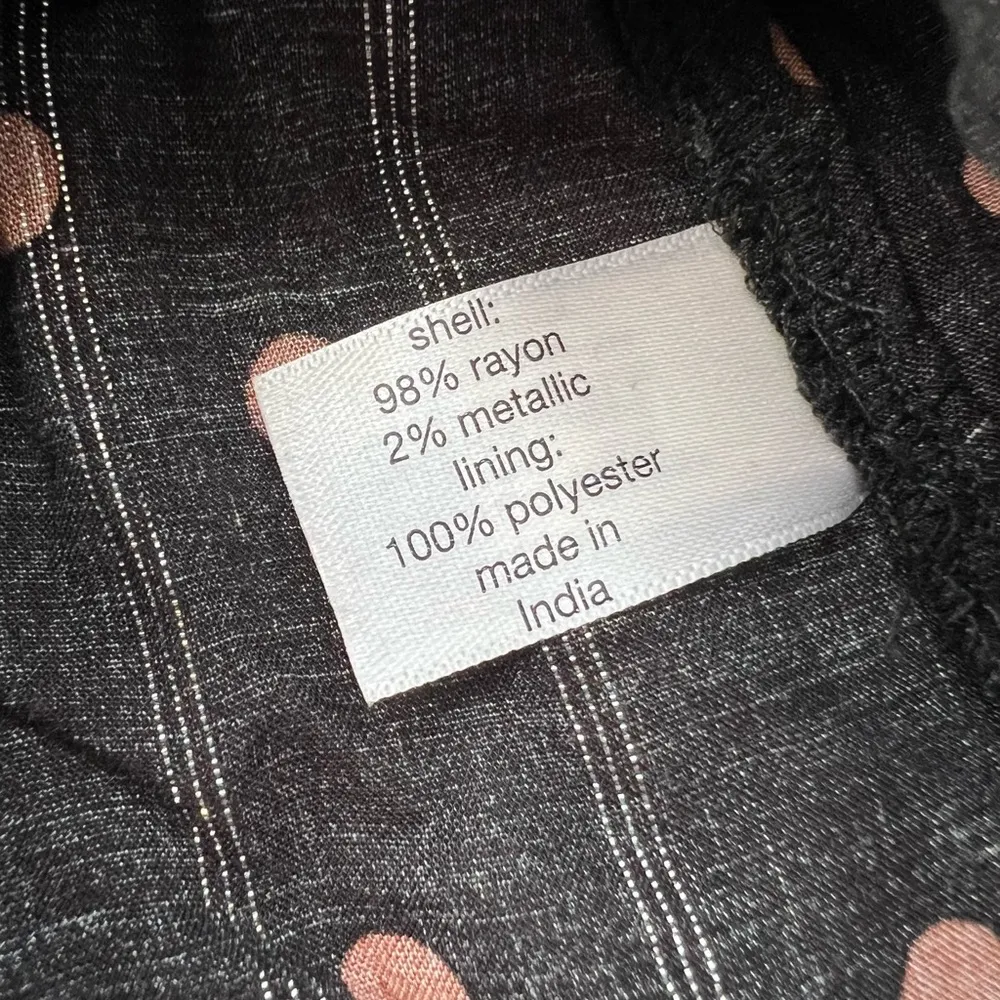 shell:
98% rayon
2% metallic
lining:
100% polyester
made in
India